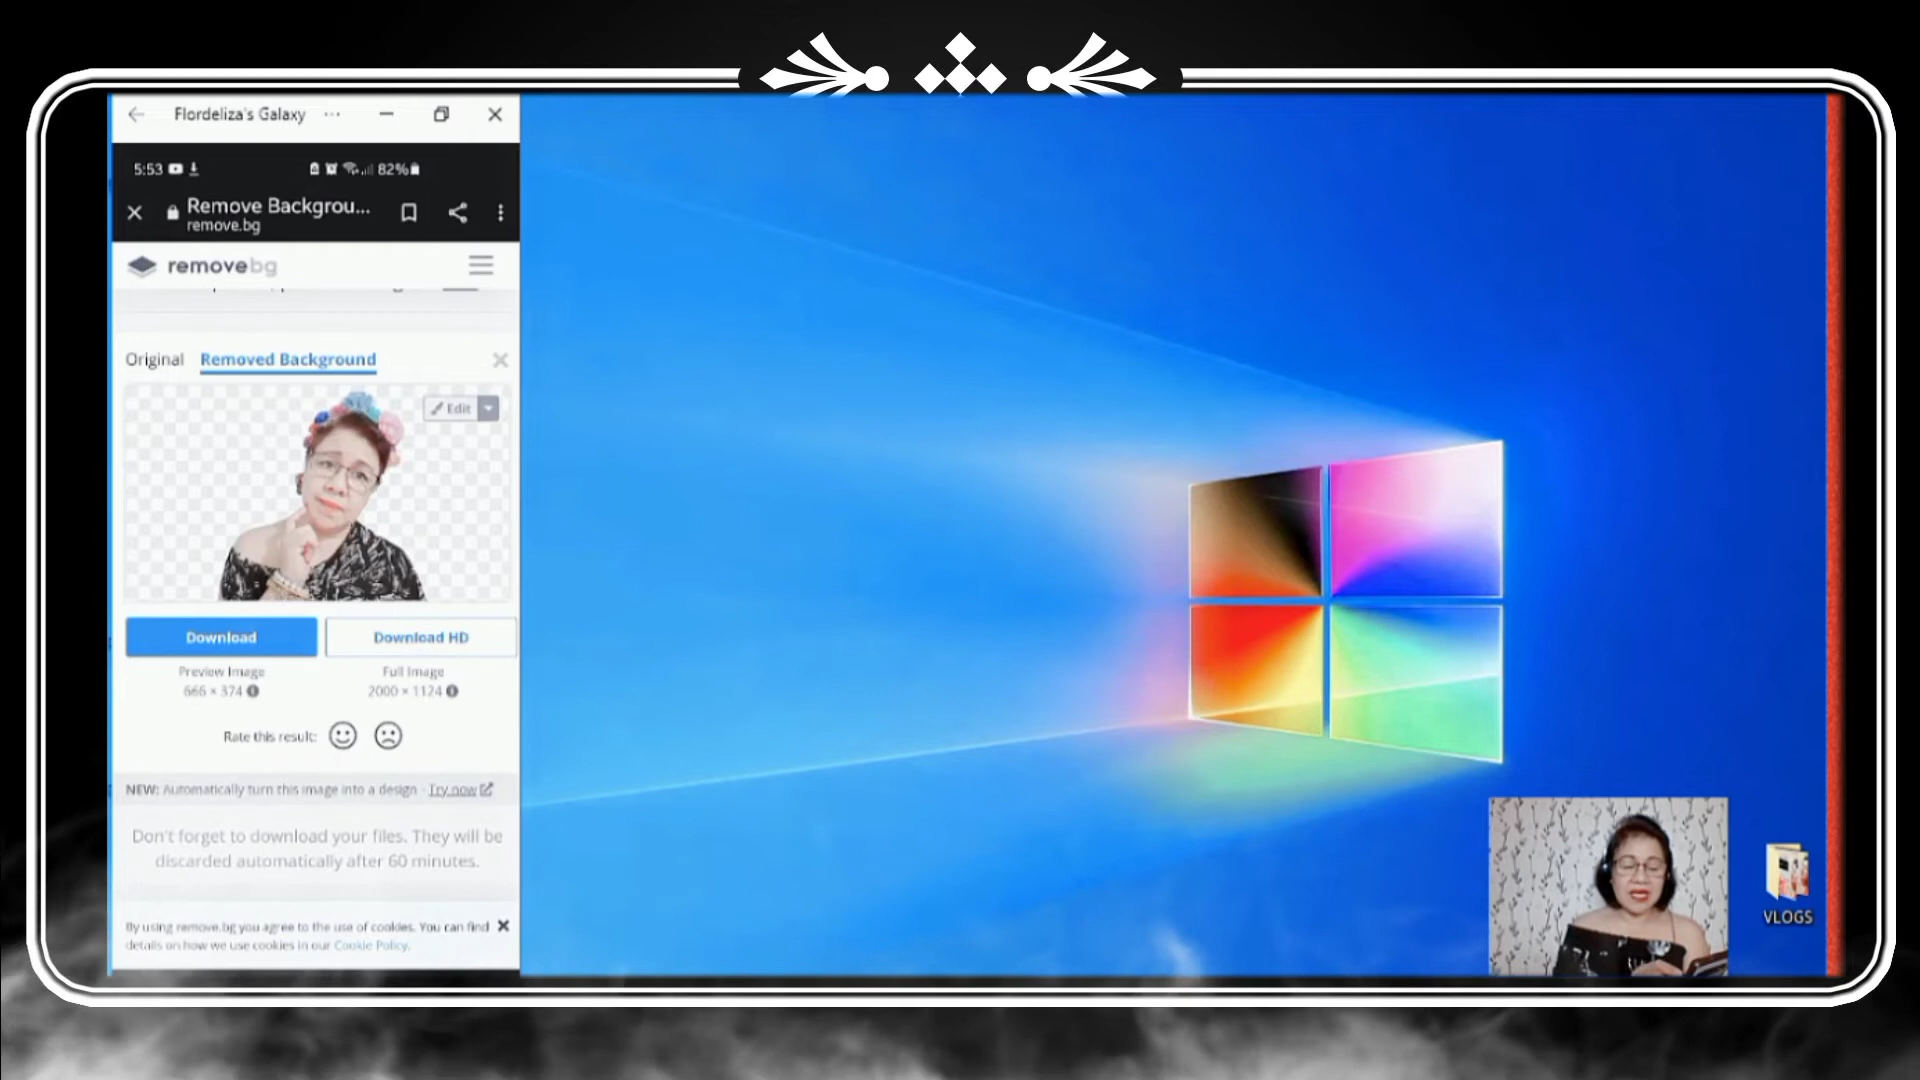 Flordeliza's Galaxy
5:53
82%
Remove Backgrou...
remove.bg
removebg
Original
Removed Background
Edit
Download
Download HD
Preview Image
Full Image
666 × 374
2000 × 1124
Rate this result:
NEW: Automatically turn this image into a design - Try now
Don't forget to download your files. They will be
discarded automatically after 60 minutes.
By using remove.bg you agree to the use of cookies. You can find
details on how we use cookies in our Cookie Policy.
VLOGS